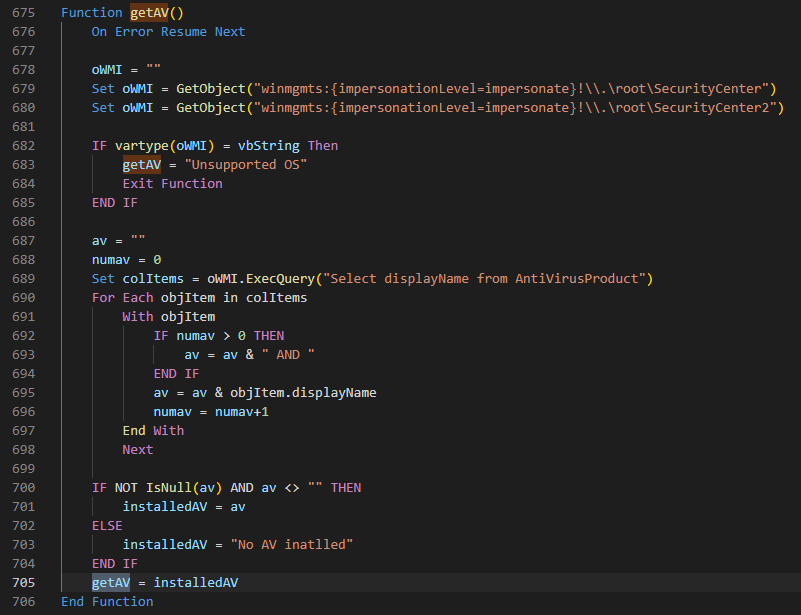 675 Function getAV()
676     On Error Resume Next
677
678     oWMI = ""
679     Set oWMI = GetObject("winmgmts:{impersonationLevel=impersonate}!\\.\root\SecurityCenter")
680     Set oWMI = GetObject("winmgmts:{impersonationLevel=impersonate}!\\.\root\SecurityCenter2")
681
682     IF vartype(oWMI) = vbString Then
683         getAV = "Unsupported OS"
684         Exit Function
685     END IF
686
687     av = ""
688     numav = 0
689     Set colItems = oWMI.ExecQuery("Select displayName from AntiVirusProduct")
690     For Each objItem in colItems
691         With objItem
692             IF numav > 0 THEN
693                 av = av & " AND "
694             END IF
695             av = av & objItem.displayName
696             numav = numav+1
697         End With
698         Next
699
700     IF NOT IsNull(av) AND av <> "" THEN
701         installedAV = av
702     ELSE
703         installedAV = "No AV inatlled"
704     END IF
705     getAV = installedAV
706 End Function